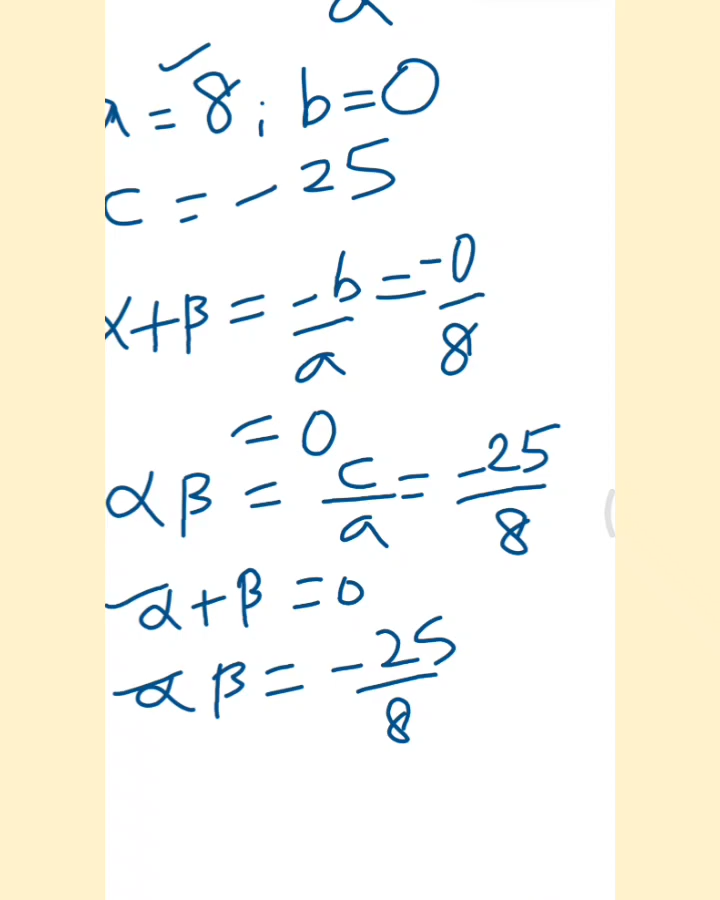 a
a = 8 ; b = 0
c = - 25
α + β = -b/a = -0/8
= 0
αβ = c/a = -25/8
α + β = 0
αβ = -25/8